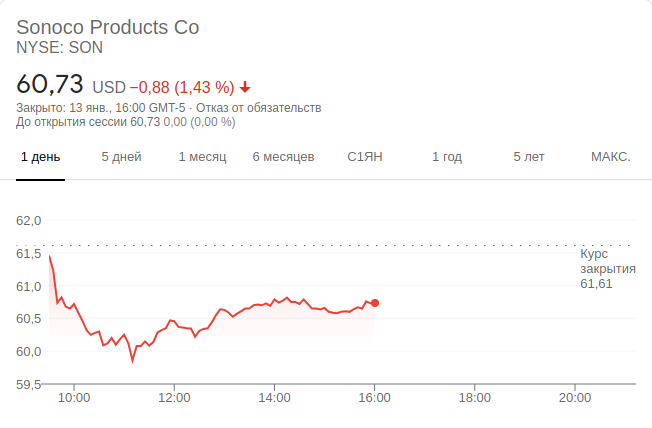 Sonoco Products Co
NYSE: SON
60,73 USD −0,88 (1,43 %)
Закрыто: 13 янв., 16:00 GMT-5 · Отказ от обязательств
До открытия сессии 60,73 0,00 (0,00 %)
1 день 5 дней 1 месяц 6 месяцев С1ЯН 1 год 5 лет МАКС.
62,0
61,5
61,0
60,5
60,0
59,5
Курс
закрытия
61,61
10:00 12:00 14:00 16:00 18:00 20:00